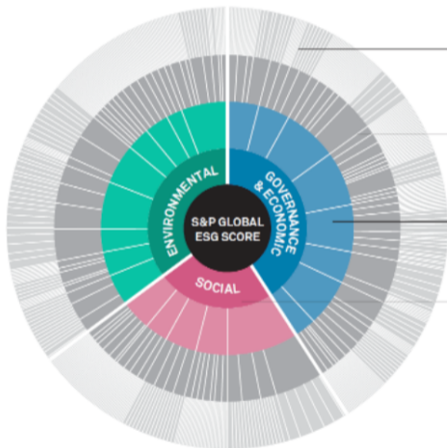 ENVIRONMENTAL
GOVERNANCE
& ECONOMIC
S&P GLOBAL
ESG SCORE
SOCIAL